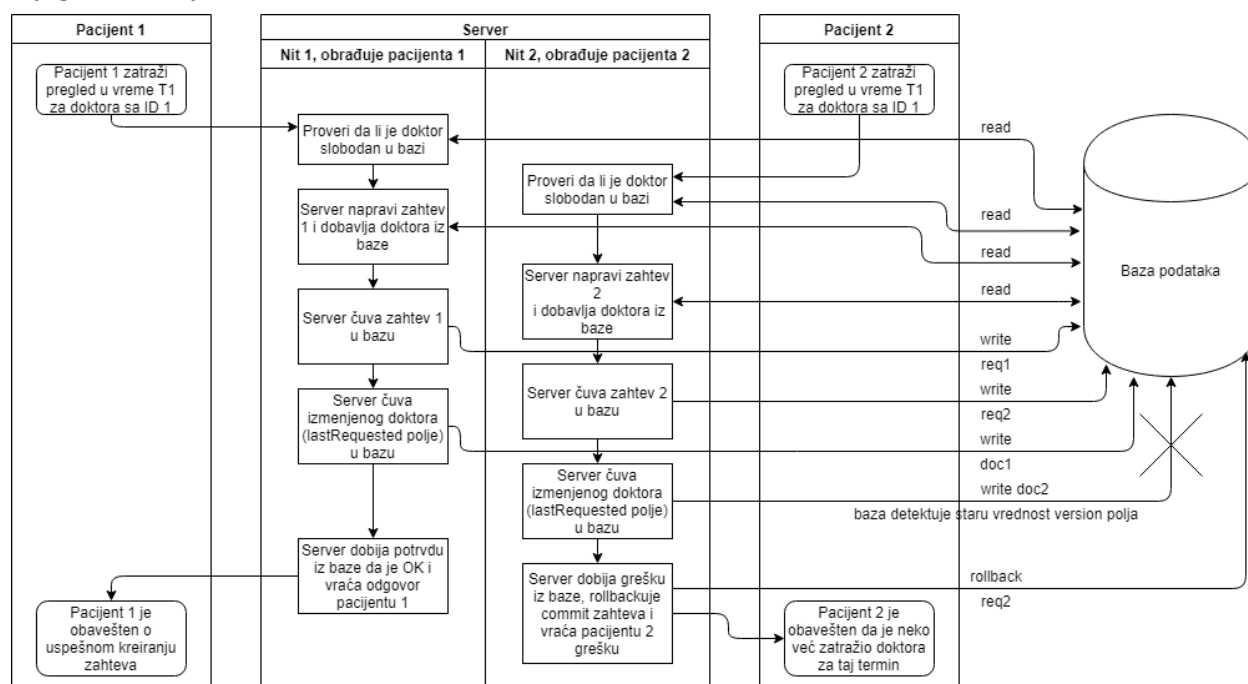 Pacijent 1
Server
Pacijent 2
Nit 1, obrađuje pacijenta 1
Nit 2, obrađuje pacijenta 2
Pacijent 1 zatraži
pregled u vreme T1
za doktora sa ID 1
Pacijent 2 zatraži
pregled u vreme T1
za doktora sa ID 1
Proveri da li je doktor
slobodan u bazi
read
Proveri da li je doktor
slobodan u bazi
Server napravi zahtev
1 i dobavlja doktora iz
baze
read
read
Server napravi zahtev
2
i dobavlja doktora iz
baze
read
Baza podataka
Server čuva zahtev 1
u bazu
write
req1
Server čuva zahtev 2
u bazu
write
req2
Server čuva
izmenjenog doktora
(lastRequested polje)
u bazu
write
doc1
Server čuva
izmenjenog doktora
(lastRequested polje)
u bazu
write doc2
baza detektuje staru vrednost version polja
Server dobija potrvdu
iz baze da je OK i
vraća odgovor
pacijentu 1
Server dobija grešku
iz baze, rollbackuje
commit zahteva i
vraća pacijentu 2
grešku
rollback
req2
Pacijent 1 je
obavešten o
uspešnom kreiranju
zahteva
Pacijent 2 je
obavešten da je neko
već zatražio doktora
za taj termin